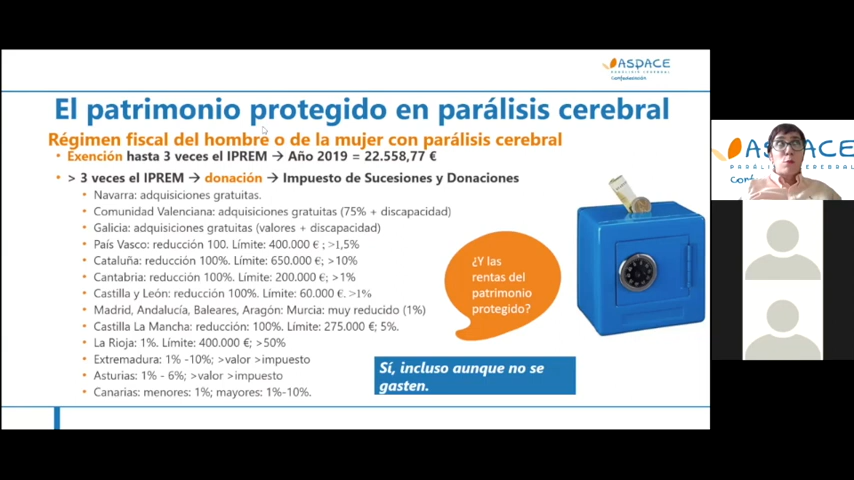 ASPACE
PARÁLISIS CEREBRAL
Confederación
El patrimonio protegido en parálisis cerebral
Régimen fiscal del hombre o de la mujer con parálisis cerebral
• Exención hasta 3 veces el IPREM → Año 2019 = 22.558,77 €
• > 3 veces el IPREM → donación → Impuesto de Sucesiones y Donaciones
• Navarra: adquisiciones gratuitas.
• Comunidad Valenciana: adquisiciones gratuitas (75% + discapacidad)
• Galicia: adquisiciones gratuitas (valores + discapacidad)
• País Vasco: reducción 100. Límite: 400.000 € ; >1,5%
• Cataluña: reducción 100%. Límite: 650.000 €; >10%
• Cantabria: reducción 100%. Límite: 200.000 €; >1%
• Castilla y León: reducción 100%. Límite: 60.000 €. >1%
• Madrid, Andalucía, Baleares, Aragón: Murcia: muy reducido (1%)
• Castilla La Mancha: reducción: 100%. Límite: 275.000 €; 5%.
• La Rioja: 1%. Límite: 400.000 €; >50%
• Extremadura: 1% -10%; >valor >impuesto
• Asturias: 1% - 6%; >valor >impuesto
• Canarias: menores: 1%; mayores: 1%-10%.
¿Y las
rentas del
patrimonio
protegido?
Sí, incluso aunque no se
gasten.